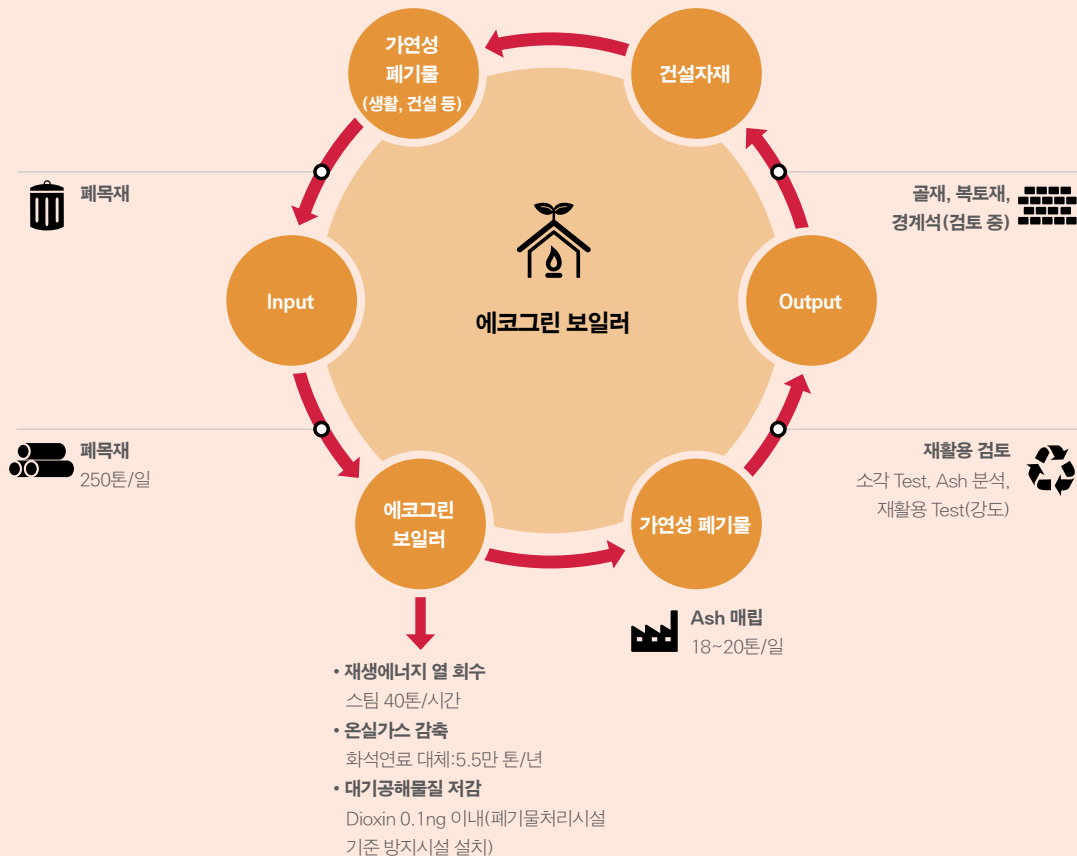 가연성
폐기물
(생활, 건설 등)
건설자재
폐목재
골재, 복토재,
경계석(검토 중)
Input
에코그린 보일러
Output
폐목재
250톤/일
재활용 검토
소각 Test, Ash 분석,
재활용 Test(강도)
에코그린
보일러
가연성 폐기물
Ash 매립
18~20톤/일
• 재생에너지 열 회수
스팀 40톤/시간
• 온실가스 감축
화석연료 대체:5.5만 톤/년
• 대기공해물질 저감
Dioxin 0.1ng 이내(폐기물처리시설
기준 방지시설 설치)